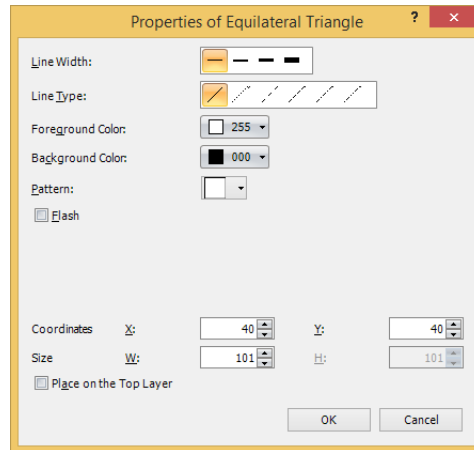 Properties of Equilateral Triangle ? ×
Line Width:
Line Type:
Foreground Color: 255
Background Color: 000
Pattern:
Flash
Coordinates X: 40 Y: 40
Size W: 101 H: 101
Place on the Top Layer
OK Cancel